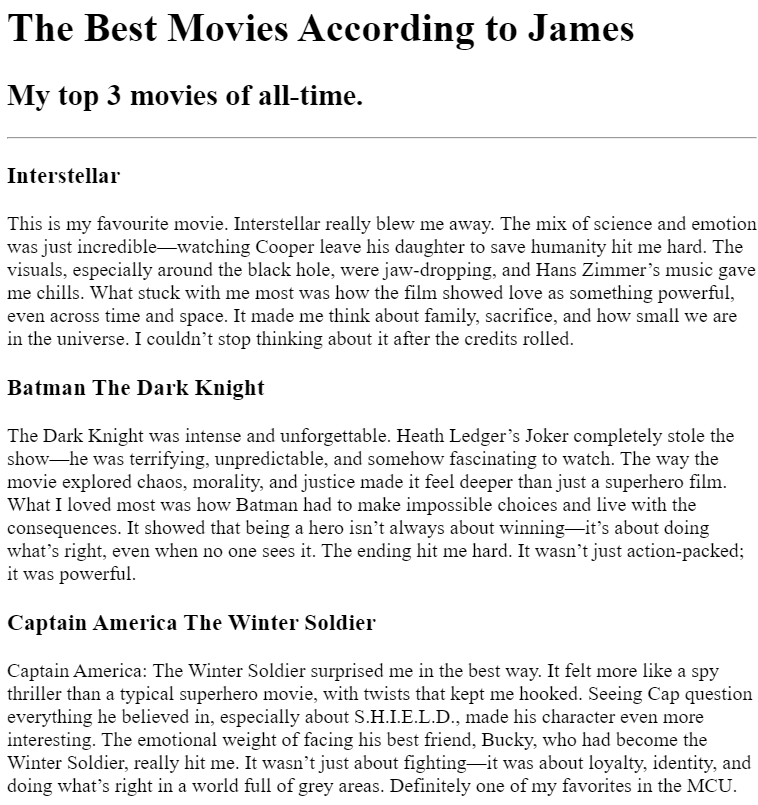 The Best Movies According to James
My top 3 movies of all-time.
Interstellar
This is my favourite movie. Interstellar really blew me away. The mix of science and emotion
was just incredible—watching Cooper leave his daughter to save humanity hit me hard. The
visuals, especially around the black hole, were jaw-dropping, and Hans Zimmer’s music gave
me chills. What stuck with me most was how the film showed love as something powerful,
even across time and space. It made me think about family, sacrifice, and how small we are
in the universe. I couldn’t stop thinking about it after the credits rolled.
Batman The Dark Knight
The Dark Knight was intense and unforgettable. Heath Ledger’s Joker completely stole the
show—he was terrifying, unpredictable, and somehow fascinating to watch. The way the
movie explored chaos, morality, and justice made it feel deeper than just a superhero film.
What I loved most was how Batman had to make impossible choices and live with the
consequences. It showed that being a hero isn’t always about winning—it’s about doing
what’s right, even when no one sees it. The ending hit me hard. It wasn’t just action-packed;
it was powerful.
Captain America The Winter Soldier
Captain America: The Winter Soldier surprised me in the best way. It felt more like a spy
thriller than a typical superhero movie, with twists that kept me hooked. Seeing Cap question
everything he believed in, especially about S.H.I.E.L.D., made his character even more
interesting. The emotional weight of facing his best friend, Bucky, who had become the
Winter Soldier, really hit me. It wasn’t just about fighting—it was about loyalty, identity, and
doing what’s right in a world full of grey areas. Definitely one of my favorites in the MCU.